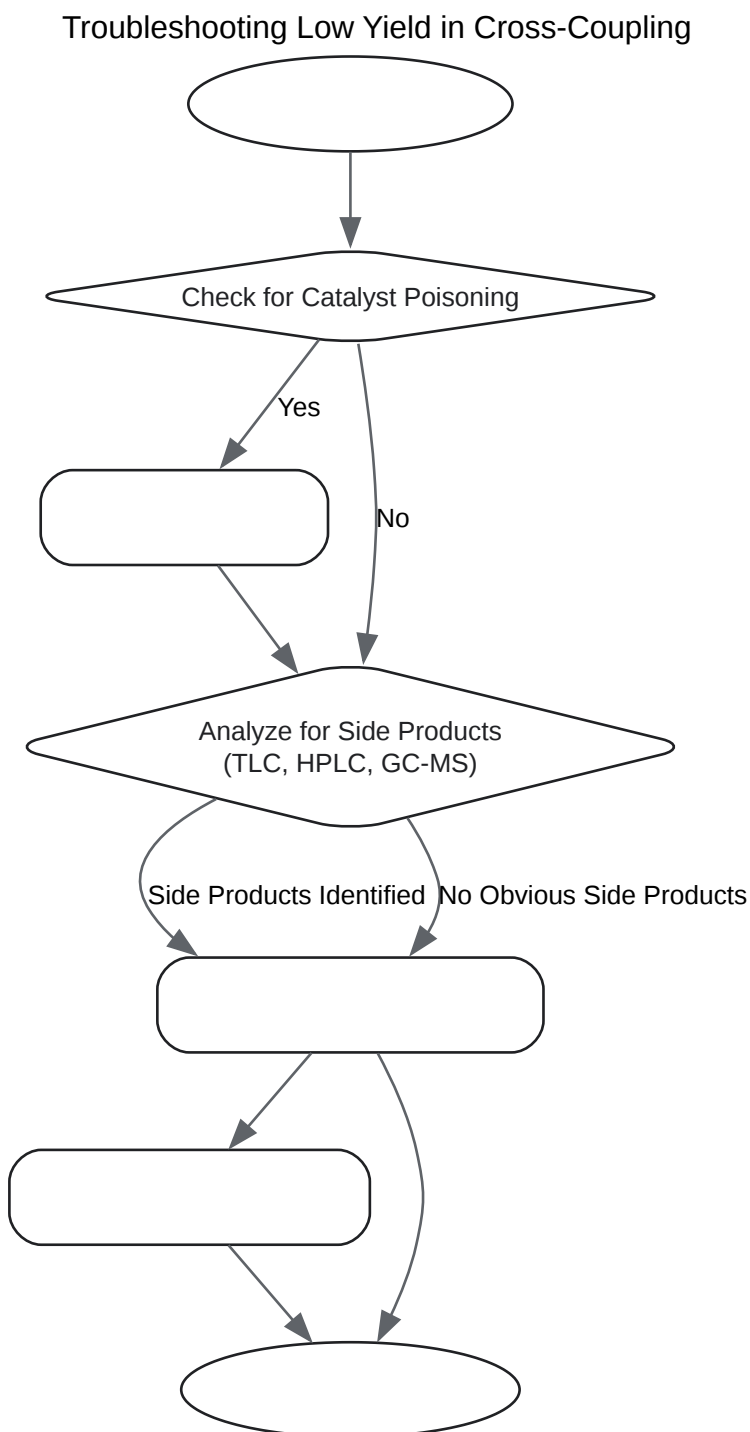 Troubleshooting Low Yield in Cross-Coupling
Check for Catalyst Poisoning
Yes
No
Analyze for Side Products
(TLC, HPLC, GC-MS)
Side Products Identified
No Obvious Side Products